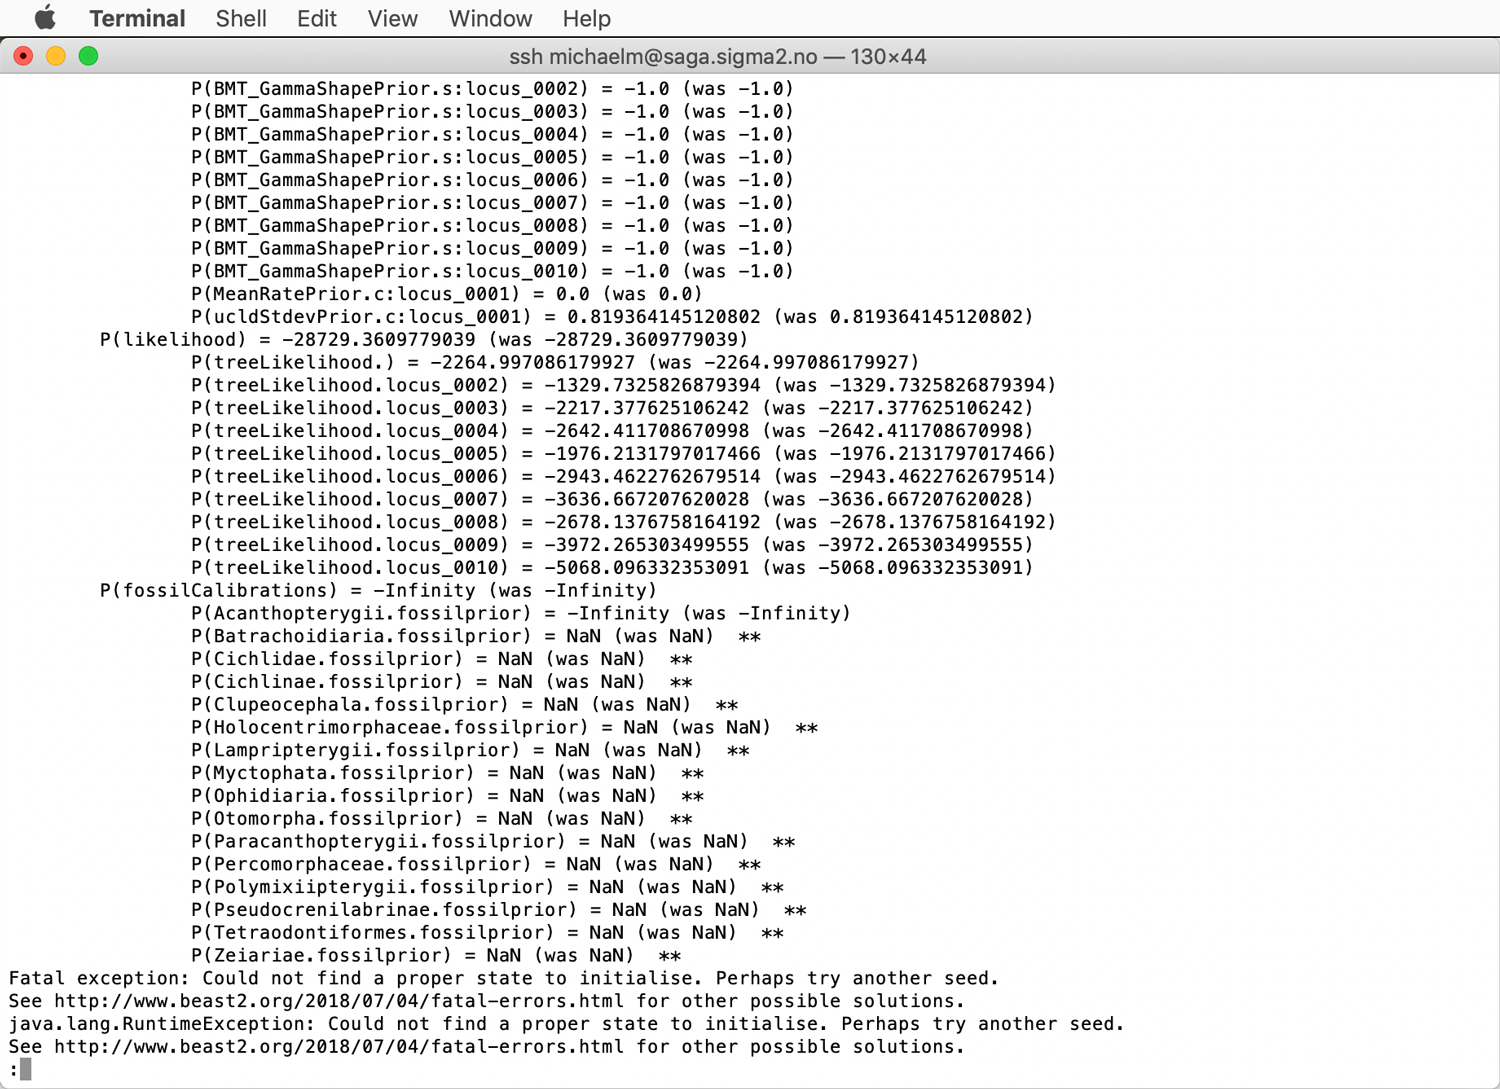 Terminal Shell Edit View Window Help
ssh michaelm@saga.sigma2.no — 130×44
P(BMT_GammaShapePrior.s:locus_0002) = -1.0 (was -1.0)
P(BMT_GammaShapePrior.s:locus_0003) = -1.0 (was -1.0)
P(BMT_GammaShapePrior.s:locus_0004) = -1.0 (was -1.0)
P(BMT_GammaShapePrior.s:locus_0005) = -1.0 (was -1.0)
P(BMT_GammaShapePrior.s:locus_0006) = -1.0 (was -1.0)
P(BMT_GammaShapePrior.s:locus_0007) = -1.0 (was -1.0)
P(BMT_GammaShapePrior.s:locus_0008) = -1.0 (was -1.0)
P(BMT_GammaShapePrior.s:locus_0009) = -1.0 (was -1.0)
P(BMT_GammaShapePrior.s:locus_0010) = -1.0 (was -1.0)
P(MeanRatePrior.c:locus_0001) = 0.0 (was 0.0)
P(ucldStdevPrior.c:locus_0001) = 0.819364145120802 (was 0.819364145120802)
P(likelihood) = -28729.3609779039 (was -28729.3609779039)
P(treeLikelihood.) = -2264.997086179927 (was -2264.997086179927)
P(treeLikelihood.locus_0002) = -1329.7325826879394 (was -1329.7325826879394)
P(treeLikelihood.locus_0003) = -2217.377625106242 (was -2217.377625106242)
P(treeLikelihood.locus_0004) = -2642.411708670998 (was -2642.411708670998)
P(treeLikelihood.locus_0005) = -1976.2131797017466 (was -1976.2131797017466)
P(treeLikelihood.locus_0006) = -2943.4622762679514 (was -2943.4622762679514)
P(treeLikelihood.locus_0007) = -3636.667207620028 (was -3636.667207620028)
P(treeLikelihood.locus_0008) = -2678.1376758164192 (was -2678.1376758164192)
P(treeLikelihood.locus_0009) = -3972.265303499555 (was -3972.265303499555)
P(treeLikelihood.locus_0010) = -5068.096332353091 (was -5068.096332353091)
P(fossilCalibrations) = -Infinity (was -Infinity)
P(Acanthopterygii.fossilprior) = -Infinity (was -Infinity)
P(Batrachoidiaria.fossilprior) = NaN (was NaN)  **
P(Cichlidae.fossilprior) = NaN (was NaN)  **
P(Cichlinae.fossilprior) = NaN (was NaN)  **
P(Clupeocephala.fossilprior) = NaN (was NaN)  **
P(Holocentrimorphaceae.fossilprior) = NaN (was NaN)  **
P(Lampripterygii.fossilprior) = NaN (was NaN)  **
P(Myctophata.fossilprior) = NaN (was NaN)  **
P(Ophidiaria.fossilprior) = NaN (was NaN)  **
P(Otomorpha.fossilprior) = NaN (was NaN)  **
P(Paracanthopterygii.fossilprior) = NaN (was NaN)  **
P(Percomorphaceae.fossilprior) = NaN (was NaN)  **
P(Polymixiipterygii.fossilprior) = NaN (was NaN)  **
P(Pseudocrenilabrinae.fossilprior) = NaN (was NaN)  **
P(Tetraodontiformes.fossilprior) = NaN (was NaN)  **
P(Zeiariae.fossilprior) = NaN (was NaN)  **
Fatal exception: Could not find a proper state to initialise. Perhaps try another seed.
See http://www.beast2.org/2018/07/04/fatal-errors.html for other possible solutions.
java.lang.RuntimeException: Could not find a proper state to initialise. Perhaps try another seed.
See http://www.beast2.org/2018/07/04/fatal-errors.html for other possible solutions.
: